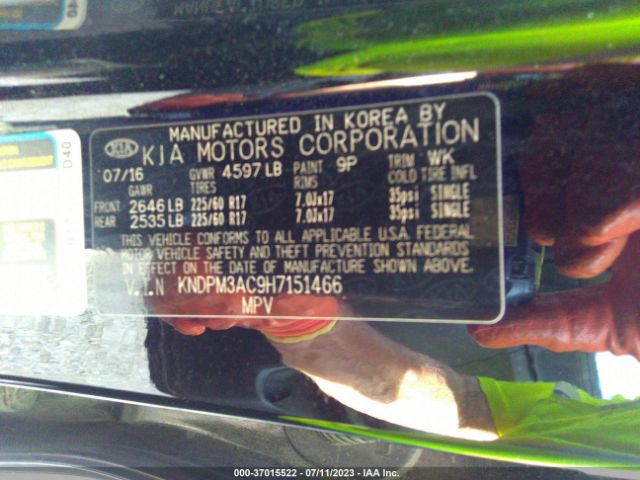 MANUFACTURED IN KOREA BY
KIA KIA MOTORS CORPORATION
07/16 GVWR 4597 LB PAINT 9P TRIM WK
GAWR TIRES RIMS COLD TIRE INFL
FRONT 2646 LB 225/60 R17 7.0JX17 35psi SINGLE
REAR 2535 LB 225/60 R17 7.0JX17 35psi SINGLE
THIS VEHICLE CONFORMS TO ALL APPLICABLE U.S.A FEDERAL
MOTOR VEHICLE SAFETY AND THEFT PREVENTION STANDARDS
IN EFFECT ON THE DATE OF MANUFACTURE SHOWN ABOVE.
V.I.N KNDPM3AC9H7151466
MPV
D40
000-37015522 - 07/11/2023 - IAA Inc.